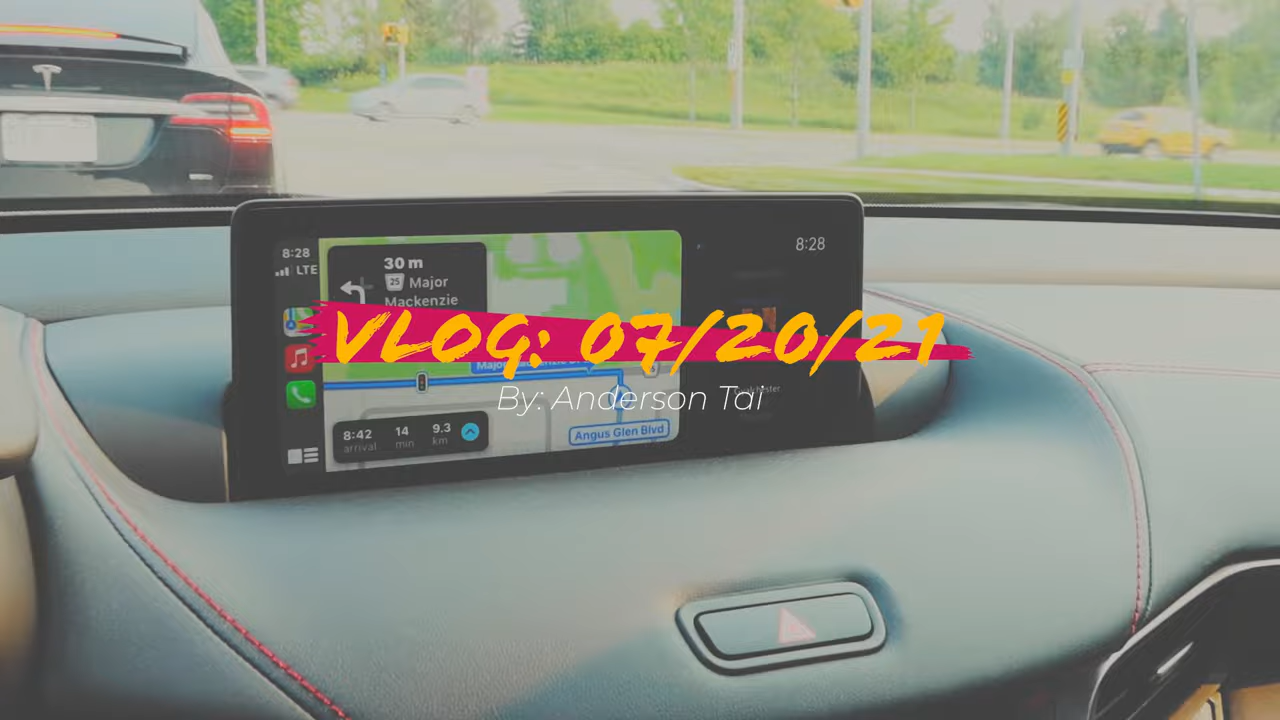 8:28
LTE
30 m
25 Major
Mackenzie
8:28
VLOG: 07/20/21
By: Anderson Tai
8:42
arrival
14
min
9.3
km
Angus Glen Blvd